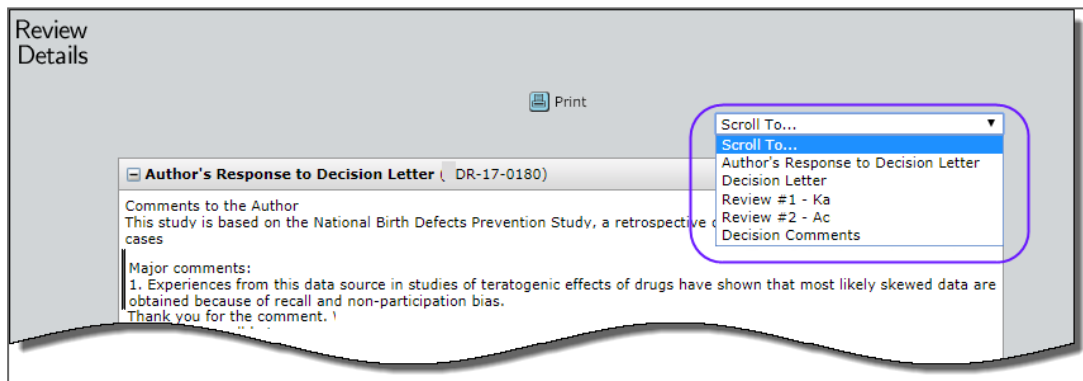 Review
Details
Print
Scroll To...
Scroll To...
Author's Response to Decision Letter
Decision Letter
Review #1 - Ka
Review #2 - Ac
Decision Comments
Author's Response to Decision Letter ( DR-17-0180)
Comments to the Author
This study is based on the National Birth Defects Prevention Study, a retrospective
cases
Major comments:
1. Experiences from this data source in studies of teratogenic effects of drugs have shown that most likely skewed data are
obtained because of recall and non-participation bias.
Thank you for the comment.